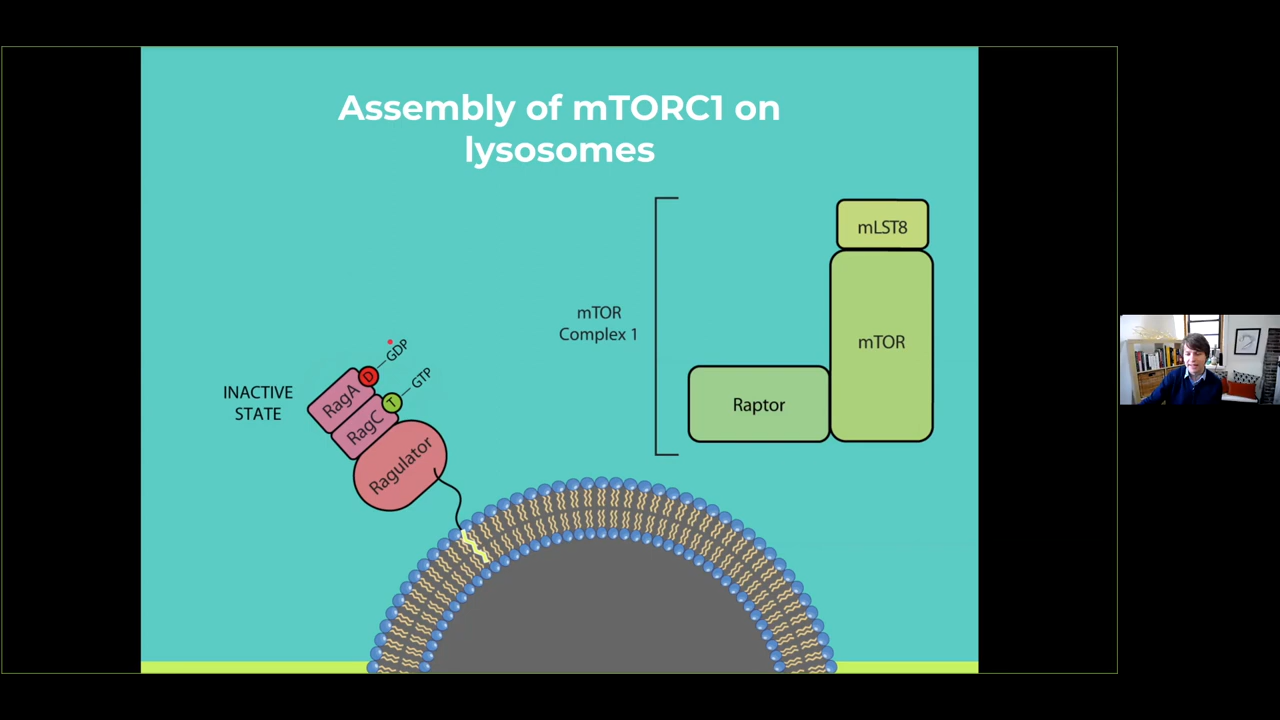 Assembly of mTORC1 on
lysosomes
mLST8
mTOR
Complex 1
mTOR
Raptor
INACTIVE
STATE
RagA
D
GDP
RagC
T
GTP
Ragulator